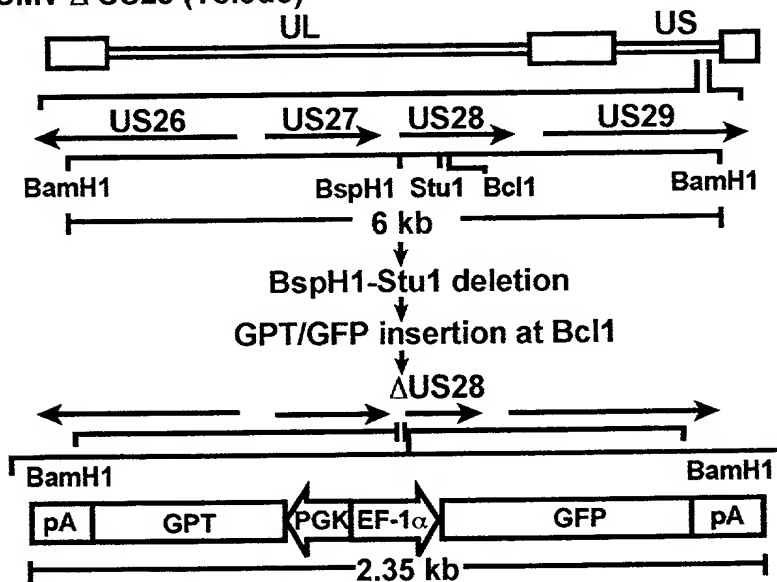 UL US
US26 US27 US28 US29
BamH1 BspH1 Stu1 Bcl1 BamH1
6 kb
BspH1-Stu1 deletion
GPT/GFP insertion at Bcl1
ΔUS28
BamH1 BamH1
pA GPT PGK EF-1α GFP pA
2.35 kb